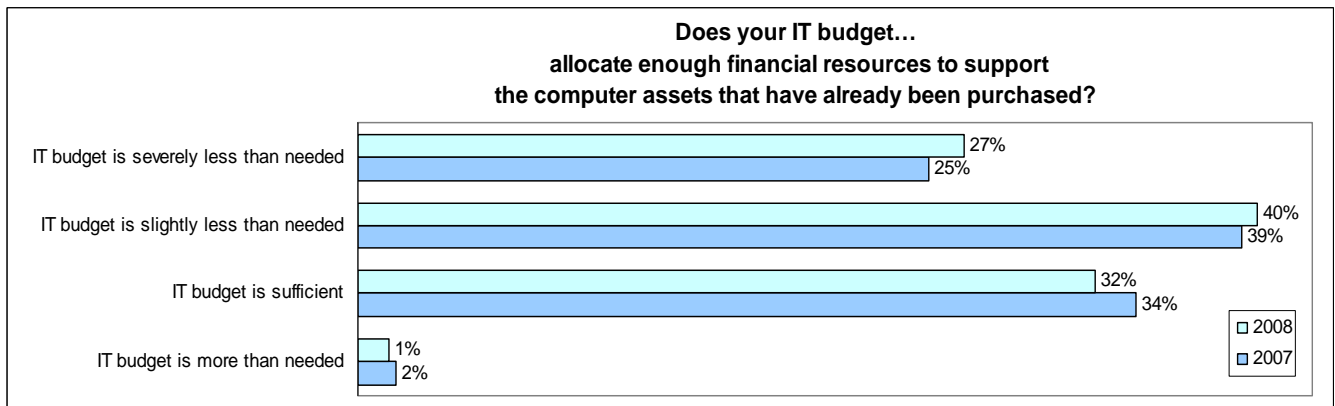 Does your IT budget…
allocate enough financial resources to support
the computer assets that have already been purchased?
IT budget is severely less than needed
27%
25%
IT budget is slightly less than needed
40%
39%
IT budget is sufficient
32%
34%
IT budget is more than needed
1%
2%
2008
2007